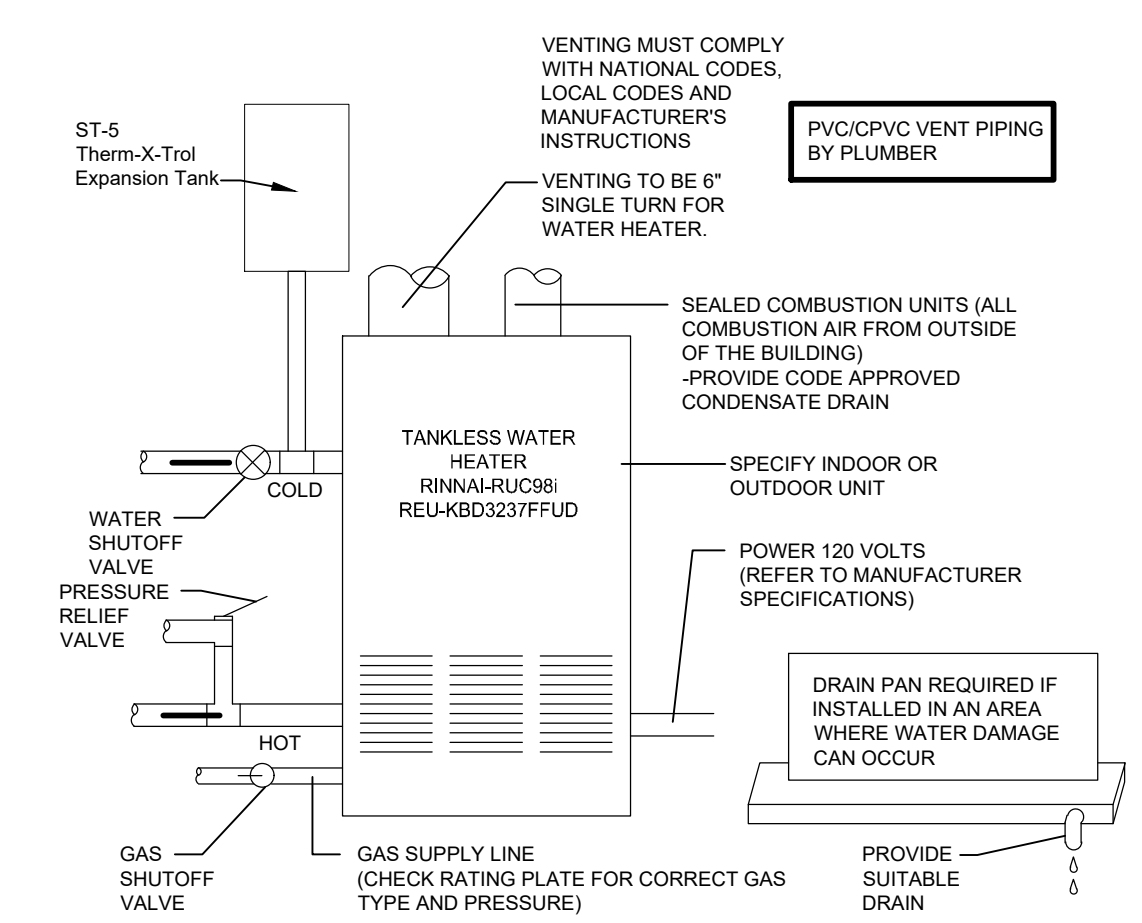 VENTING MUST COMPLY
WITH NATIONAL CODES,
LOCAL CODES AND
MANUFACTURER'S
INSTRUCTIONS
PVC/CPVC VENT PIPING
BY PLUMBER
ST-5
Therm-X-Trol
Expansion Tank
VENTING TO BE 6"
SINGLE TURN FOR
WATER HEATER.
SEALED COMBUSTION UNITS (ALL
COMBUSTION AIR FROM OUTSIDE
OF THE BUILDING)
-PROVIDE CODE APPROVED
CONDENSATE DRAIN
TANKLESS WATER
HEATER
RINNAI-RUC98i
REU-KBD3237FFUD
SPECIFY INDOOR OR
OUTDOOR UNIT
COLD
WATER
SHUTOFF
VALVE
PRESSURE
RELIEF
VALVE
POWER 120 VOLTS
(REFER TO MANUFACTURER
SPECIFICATIONS)
HOT
DRAIN PAN REQUIRED IF
INSTALLED IN AN AREA
WHERE WATER DAMAGE
CAN OCCUR
GAS
SHUTOFF
VALVE
GAS SUPPLY LINE
(CHECK RATING PLATE FOR CORRECT GAS
TYPE AND PRESSURE)
PROVIDE
SUITABLE
DRAIN